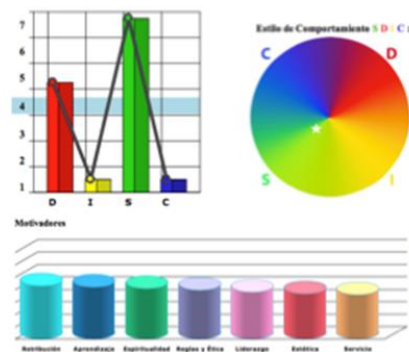 Estilo de Comportamiento S D I C
7
6
5
4
3
2
1
D I S C
C D
S I
Motivadores
Retribución Aprendizaje Espiritualidad Reglas y Ética Liderazgo Estética Servicio